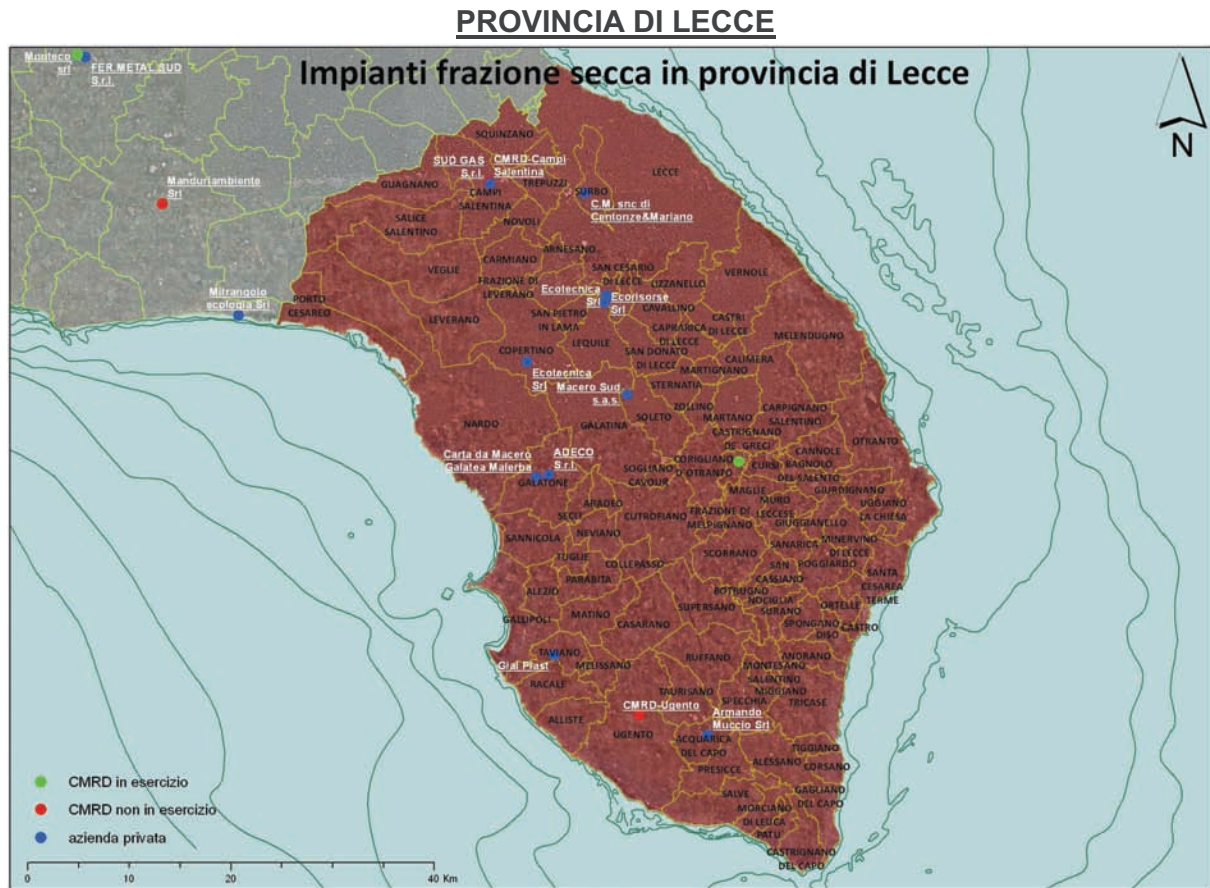 PROVINCIA DI LECCE
Impianti frazione secca in provincia di Lecce
Monteco
srl
FER.METAL SUD
S.r.l.
N
SQUINZANO
SUD GAS
S.r.l.
CMRD-Campi
Salentina
LECCE
Manduriambiente
Srl
GUAGNANO
CAMPI
SALENTINA
TREPUZZI
SURBO
C.M. snc di
Centonze&Mariano
SALICE
SALENTINO
NOVOLI
ARNESANO
VEGLIE
CARMIANO
SAN CESARIO
DI LECCE
LIZZANELLO
VERNOLE
FRAZIONE DI
LEVERANO
Mitrangolo
ecologia Srl
PORTO
CESAREO
Ecotecnica
Srl
Ecorisorse
Srl
CAVALLINO
LEVERANO
SAN PIETRO
IN LAMA
CASTRI
DI LECCE
MELENDUGNO
CAPRARICA
DI LECCE
LEQUILE
COPERTINO
SAN DONATO
DI LECCE
CALIMERA
MARTIGNANO
Ecotecnica
Srl
Macero Sud
s.a.s.
STERNATIA
ZOLLINO
SOLETO
MARTANO
CARPIGNANO
SALENTINO
NARDO
GALATINA
CASTRIGNANO
DE' GRECI
OTRANTO
Carta da Macero
Galatea Malerba
ADECO
S.r.l.
CORIGLIANO
D'OTRANTO
CANNOLE
CURSI
BAGNOLO
DEL SALENTO
GALATONE
SOGLIANO
CAVOUR
MAGLIE
GIURDIGNANO
MURO
LECCESE
UGGIANO
LA CHIESA
ARADEO
SECLI'
CUTROFIANO
FRAZIONE DI
MELPIGNANO
GIUGGIANELLO
SANNICOLA
NEVIANO
SANARICA
MINERVINO
DI LECCE
TUGLIE
COLLEPASSO
SCORRANO
SAN
CASSIANO
POGGIARDO
SANTA
CESAREA
TERME
PARABITA
ALEZIO
BOTRUGNO
NOCIGLIA
SURANO
ORTELLE
GALLIPOLI
MATINO
CASARANO
SUPERSANO
SPONGANO
DISO
CASTRO
TAVIANO
Gial Plast
MELISSANO
RUFFANO
ANDRANO
MONTESANO
SALENTINO
RACALE
TAURISANO
MIGGIANO
SPECCHIA
TRICASE
CMRD-Ugento
Armando
Muccio Srl
ALLISTE
UGENTO
ACQUARICA
DEL CAPO
TIGGIANO
PRESICCE
ALESSANO
CORSANO
SALVE
GAGLIANO
DEL CAPO
MORCIANO
DI LEUCA
PATU
CASTRIGNANO
DEL CAPO
CMRD in esercizio
CMRD non in esercizio
azienda privata
0 10 20 40 Km